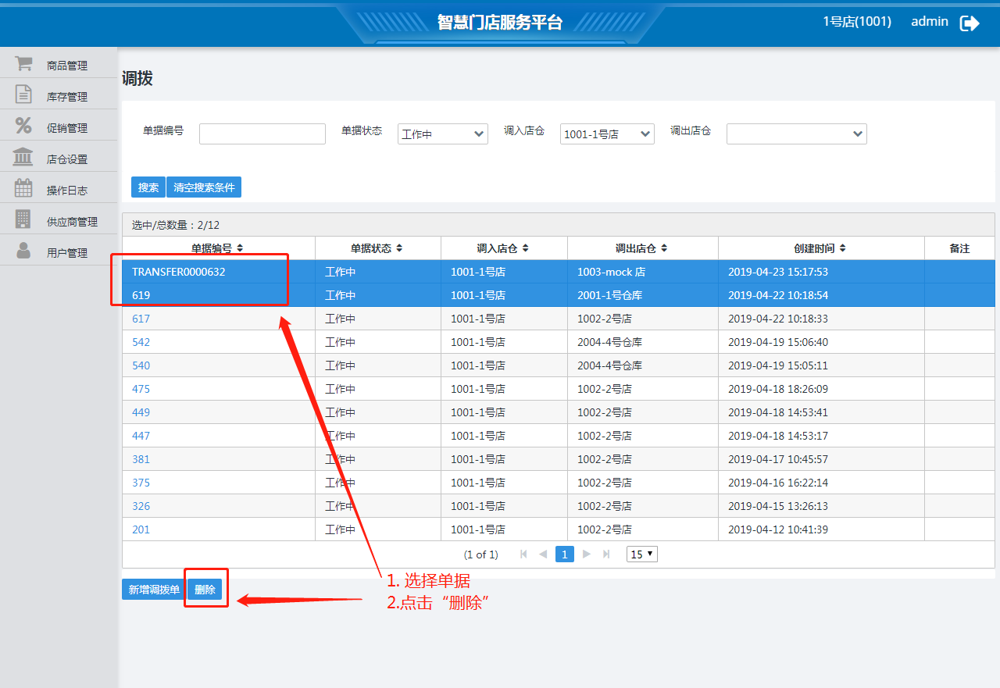 智慧门店服务平台
1号店(1001) admin
商品管理
库存管理
促销管理
店仓设置
操作日志
供应商管理
用户管理
调拨
单据编号 单据状态 工作中 调入店仓 1001-1号店 调出店仓
搜索 清空搜索条件
选中/总数量：2/12
单据编号 单据状态 调入店仓 调出店仓 创建时间 备注
TRANSFER0000632 工作中 1001-1号店 1003-mock 店 2019-04-23 15:17:53
619 工作中 1001-1号店 2001-1号仓库 2019-04-22 10:18:54
617 工作中 1001-1号店 1002-2号店 2019-04-22 10:18:33
542 工作中 1001-1号店 2004-4号仓库 2019-04-19 15:06:40
540 工作中 1001-1号店 2004-4号仓库 2019-04-19 15:05:11
475 工作中 1001-1号店 1002-2号店 2019-04-18 18:26:09
449 工作中 1001-1号店 1002-2号店 2019-04-18 14:53:41
447 工作中 1001-1号店 1002-2号店 2019-04-18 14:53:17
381 工作中 1001-1号店 1002-2号店 2019-04-17 10:45:57
375 工作中 1001-1号店 1002-2号店 2019-04-16 16:22:14
326 工作中 1001-1号店 1002-2号店 2019-04-15 13:26:13
201 工作中 1001-1号店 1002-2号店 2019-04-12 10:41:39
(1 of 1) 1 15
新增调拨单 删除
1. 选择单据
2.点击“删除”